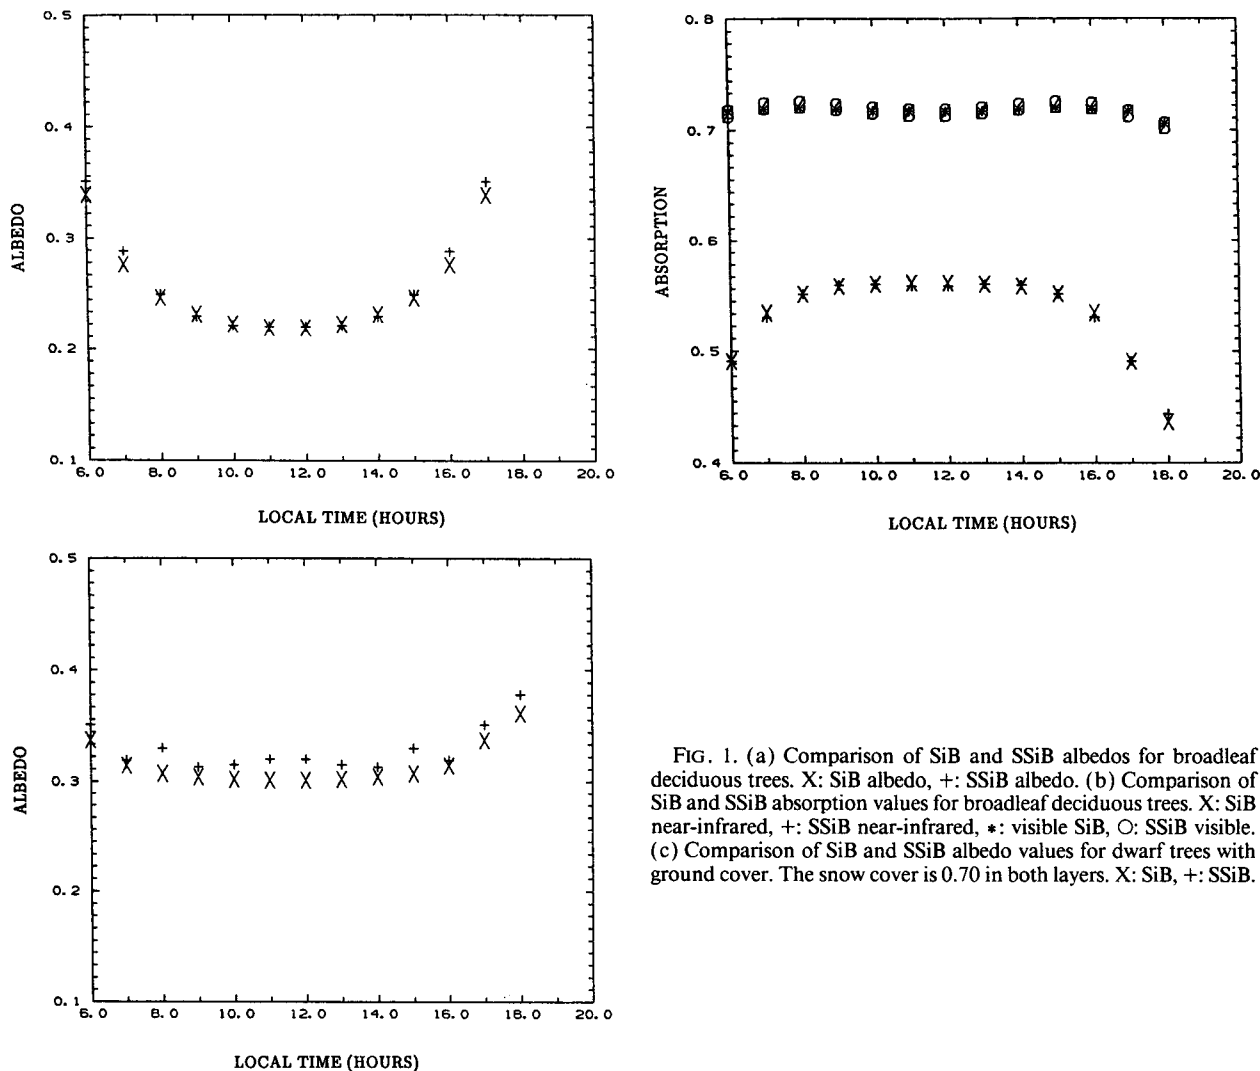 0.5
0.4
0.3
0.2
0.1
ALBEDO
6.0 8.0 10.0 12.0 14.0 16.0 18.0 20.0
LOCAL TIME (HOURS)
0.8
0.7
0.6
0.5
0.4
ABSORPTION
6.0 8.0 10.0 12.0 14.0 16.0 18.0 20.0
LOCAL TIME (HOURS)
0.5
0.4
0.3
0.2
0.1
ALBEDO
6.0 8.0 10.0 12.0 14.0 16.0 18.0 20.0
LOCAL TIME (HOURS)
FIG. 1. (a) Comparison of SiB and SSiB albedos for broadleaf
deciduous trees. X: SiB albedo, +: SSiB albedo. (b) Comparison of
SiB and SSiB absorption values for broadleaf deciduous trees. X: SiB
near-infrared, +: SSiB near-infrared, *: visible SiB, O: SSiB visible.
(c) Comparison of SiB and SSiB albedo values for dwarf trees with
ground cover. The snow cover is 0.70 in both layers. X: SiB, +: SSiB.